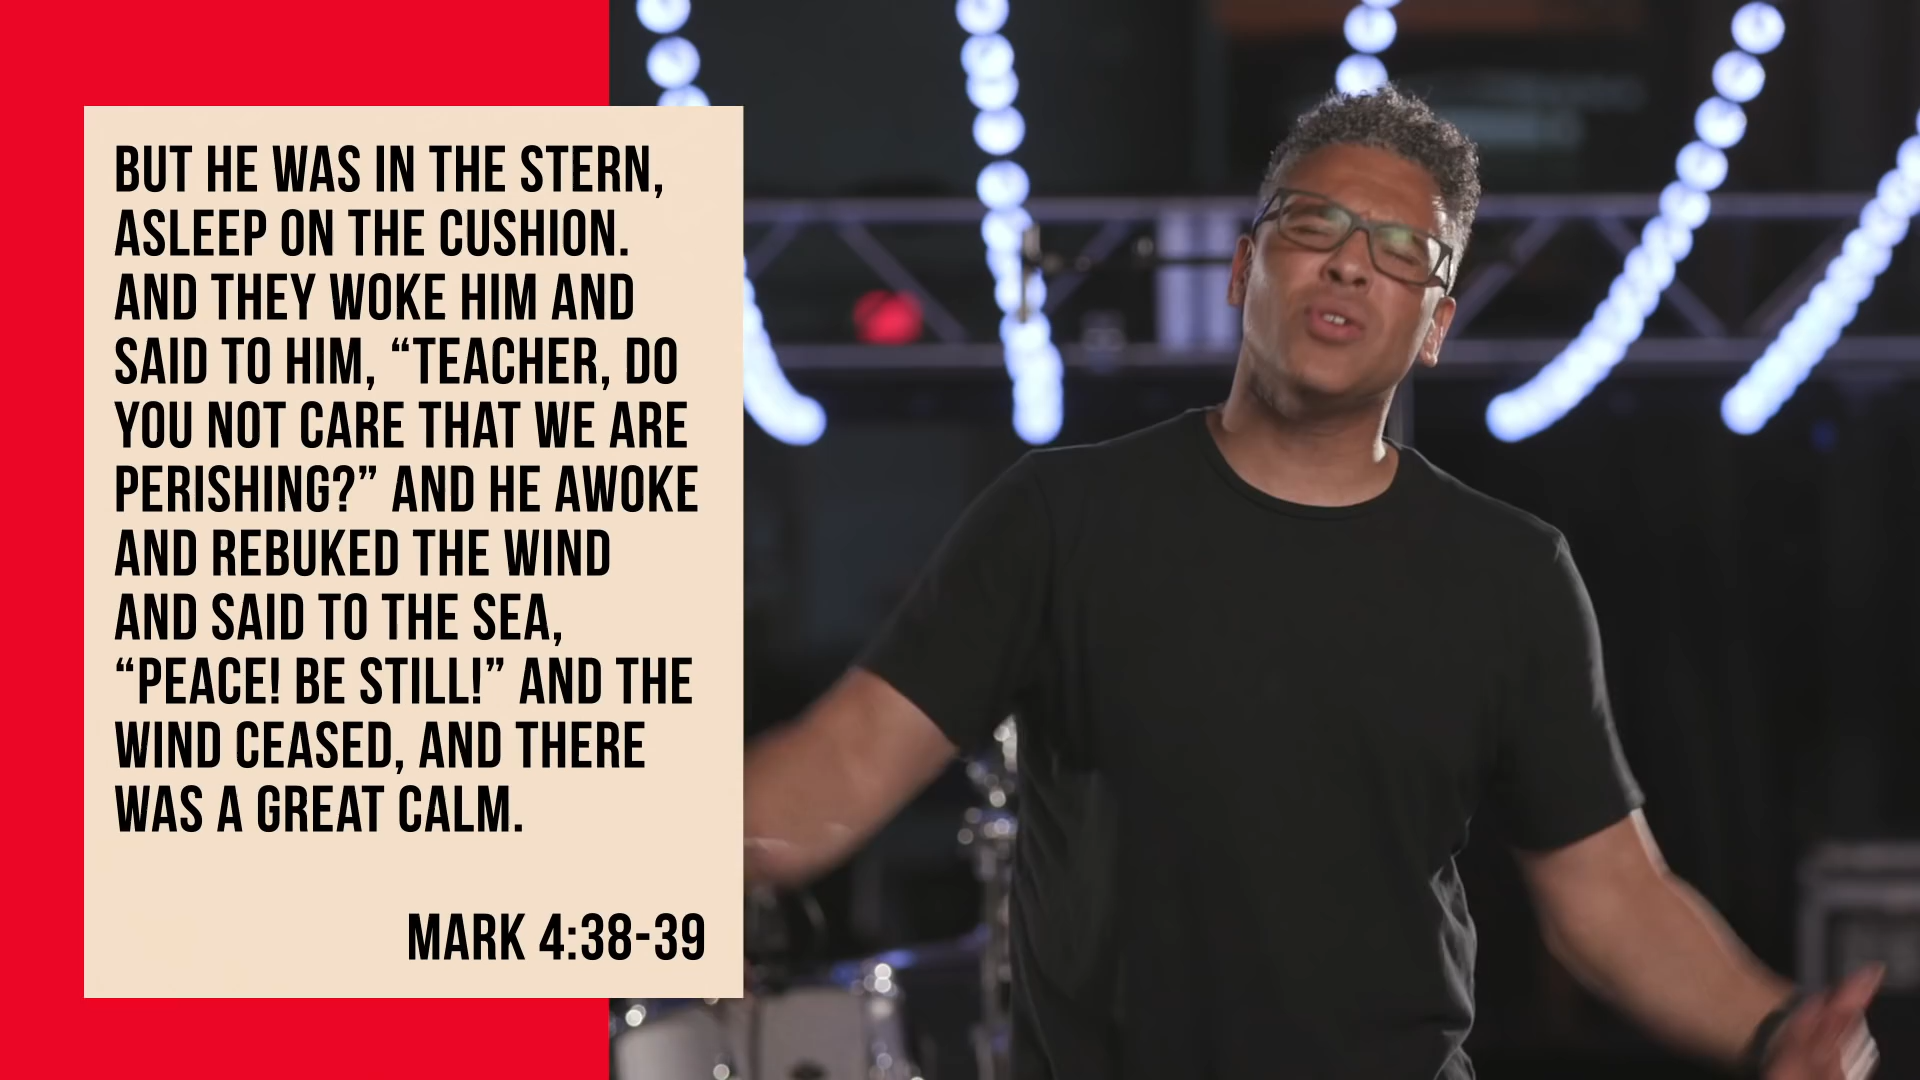 BUT HE WAS IN THE STERN,
ASLEEP ON THE CUSHION.
AND THEY WOKE HIM AND
SAID TO HIM, “TEACHER, DO
YOU NOT CARE THAT WE ARE
PERISHING?” AND HE AWOKE
AND REBUKED THE WIND
AND SAID TO THE SEA,
“PEACE! BE STILL!” AND THE
WIND CEASED, AND THERE
WAS A GREAT CALM.
MARK 4:38-39